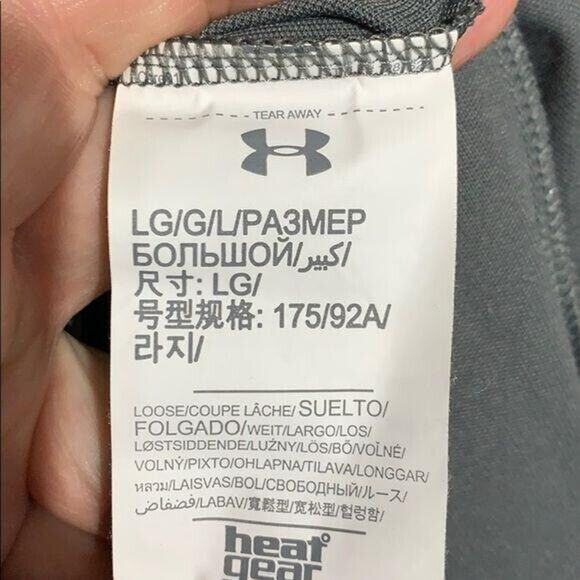 TEAR AWAY
LG/G/L/РАЗМЕР
БОЛЬШОЙ/كبير/
尺寸: LG/
号型规格: 175/92A/
라지/
LOOSE/COUPE LÂCHE/SUELTO/
FOLGADO/WEIT/LARGO/LOS/
LØSTSIDDENDE/LUŹNY/LÖS/BŐ/VOĽNÉ/
VOLNÝ/РІХТО/OHLAPNA/TILAVA/LONGGAR/
หลวม/LAISVAS/BOL/СВОБОДНЫЙ/ルース/
فضفاض/LABAV/寬鬆型/宽松型/헐렁함/
heat
gear